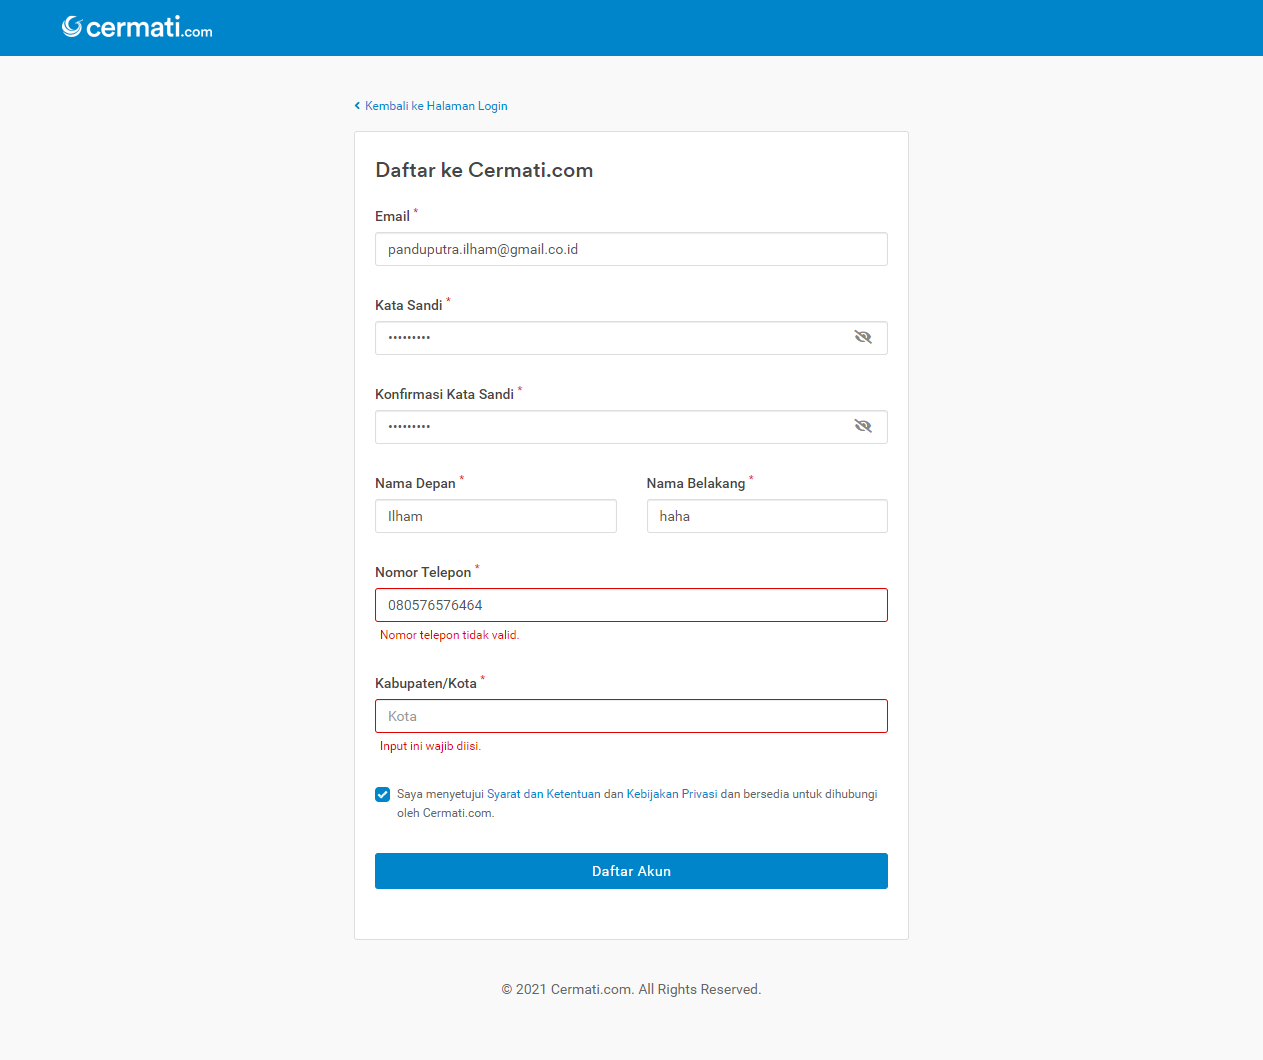 cermati.com
Kembali ke Halaman Login
Daftar ke Cermati.com
Email *
panduputra.ilham@gmail.co.id
Kata Sandi *
•••••••••
Konfirmasi Kata Sandi *
•••••••••
Nama Depan *
Ilham
Nama Belakang *
haha
Nomor Telepon *
080576576464
Nomor telepon tidak valid.
Kabupaten/Kota *
Kota
Input ini wajib diisi.
Saya menyetujui Syarat dan Ketentuan dan Kebijakan Privasi dan bersedia untuk dihubungi
oleh Cermati.com.
Daftar Akun
© 2021 Cermati.com. All Rights Reserved.